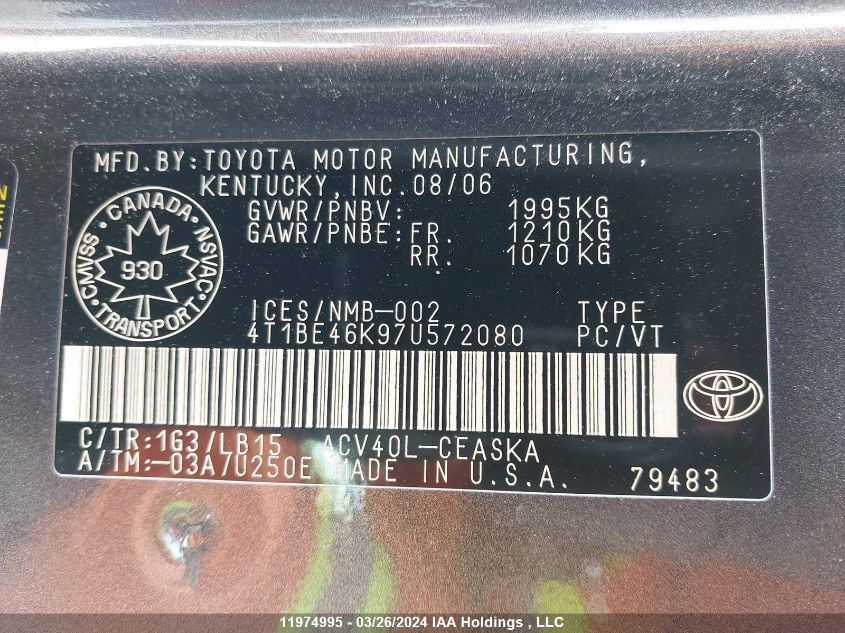 MFD.BY:TOYOTA MOTOR MANUFACTURING,
KENTUCKY,INC.08/06
GVWR/PNBV: 1995KG
GAWR/PNBE:FR. 1210KG
RR. 1070KG
CANADA
CMVSS NSVAC
930
TRANSPORT
ICES/NMB-002 TYPE
4T1BE46K97U572080 PC/VT
C/TR:1G3/LB15 ACV40L-CEASKA
A/TM:-03A/U250E MADE IN U.S.A. 79483
11974995 - 03/26/2024 IAA Holdings , LLC